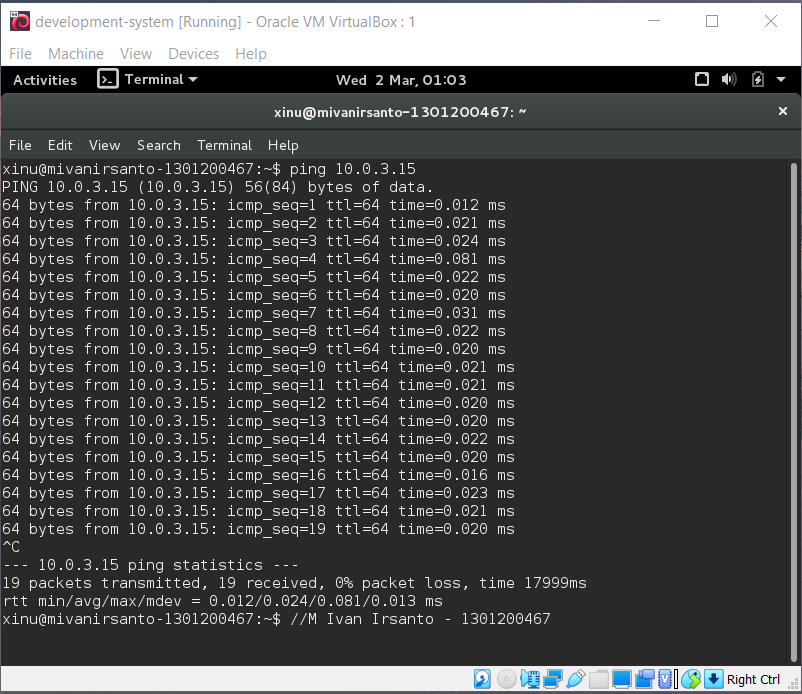 development-system [Running] - Oracle VM VirtualBox : 1
File Machine View Devices Help
Activities Terminal Wed 2 Mar, 01:03
xinu@mivanirsanto-1301200467: ~
File Edit View Search Terminal Help
xinu@mivanirsanto-1301200467:~$ ping 10.0.3.15
PING 10.0.3.15 (10.0.3.15) 56(84) bytes of data.
64 bytes from 10.0.3.15: icmp_seq=1 ttl=64 time=0.012 ms
64 bytes from 10.0.3.15: icmp_seq=2 ttl=64 time=0.021 ms
64 bytes from 10.0.3.15: icmp_seq=3 ttl=64 time=0.024 ms
64 bytes from 10.0.3.15: icmp_seq=4 ttl=64 time=0.081 ms
64 bytes from 10.0.3.15: icmp_seq=5 ttl=64 time=0.022 ms
64 bytes from 10.0.3.15: icmp_seq=6 ttl=64 time=0.020 ms
64 bytes from 10.0.3.15: icmp_seq=7 ttl=64 time=0.031 ms
64 bytes from 10.0.3.15: icmp_seq=8 ttl=64 time=0.022 ms
64 bytes from 10.0.3.15: icmp_seq=9 ttl=64 time=0.020 ms
64 bytes from 10.0.3.15: icmp_seq=10 ttl=64 time=0.021 ms
64 bytes from 10.0.3.15: icmp_seq=11 ttl=64 time=0.021 ms
64 bytes from 10.0.3.15: icmp_seq=12 ttl=64 time=0.020 ms
64 bytes from 10.0.3.15: icmp_seq=13 ttl=64 time=0.020 ms
64 bytes from 10.0.3.15: icmp_seq=14 ttl=64 time=0.022 ms
64 bytes from 10.0.3.15: icmp_seq=15 ttl=64 time=0.020 ms
64 bytes from 10.0.3.15: icmp_seq=16 ttl=64 time=0.016 ms
64 bytes from 10.0.3.15: icmp_seq=17 ttl=64 time=0.023 ms
64 bytes from 10.0.3.15: icmp_seq=18 ttl=64 time=0.021 ms
64 bytes from 10.0.3.15: icmp_seq=19 ttl=64 time=0.020 ms
^C
--- 10.0.3.15 ping statistics ---
19 packets transmitted, 19 received, 0% packet loss, time 17999ms
rtt min/avg/max/mdev = 0.012/0.024/0.081/0.013 ms
xinu@mivanirsanto-1301200467:~$ //M Ivan Irsanto - 1301200467
Right Ctrl